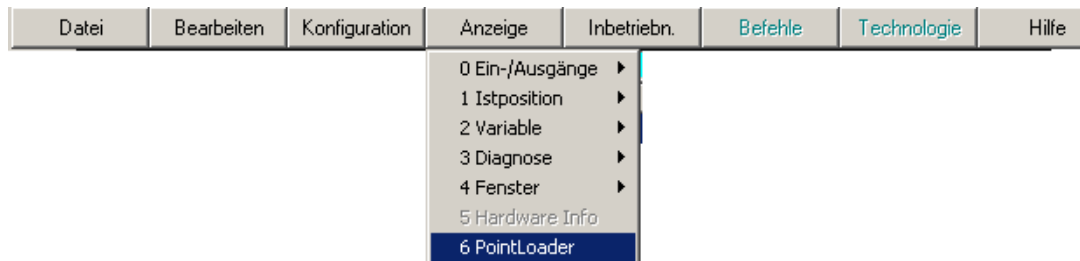 Datei Bearbeiten Konfiguration Anzeige Inbetriebn. Befehle Technologie Hilfe
0 Ein-/Ausgänge
1 Istposition
2 Variable
3 Diagnose
4 Fenster
5 Hardware Info
6 PointLoader